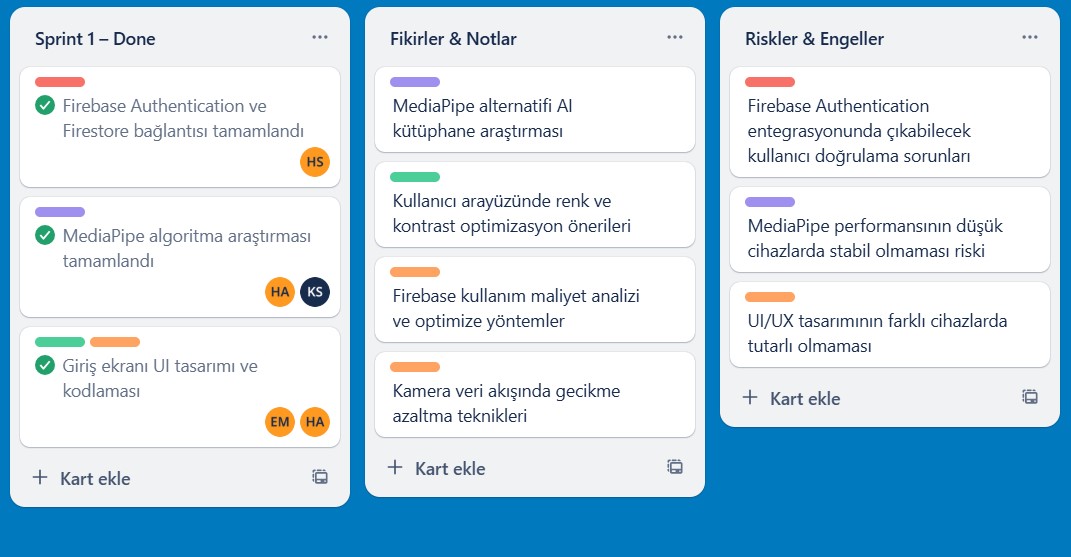 Sprint 1 – Done
Firebase Authentication ve
Firestore bağlantısı tamamlandı
HS
MediaPipe algoritma araştırması
tamamlandı
HA KS
Giriş ekranı UI tasarımı ve
kodlaması
EM HA
Kart ekle
Fikirler & Notlar
MediaPipe alternatifi AI
kütüphane araştırması
Kullanıcı arayüzünde renk ve
kontrast optimizasyon önerileri
Firebase kullanım maliyet analizi
ve optimize yöntemler
Kamera veri akışında gecikme
azaltma teknikleri
Kart ekle
Riskler & Engeller
Firebase Authentication
entegrasyonunda çıkabilecek
kullanıcı doğrulama sorunları
MediaPipe performansının düşük
cihazlarda stabil olmaması riski
UI/UX tasarımının farklı cihazlarda
tutarlı olmaması
Kart ekle